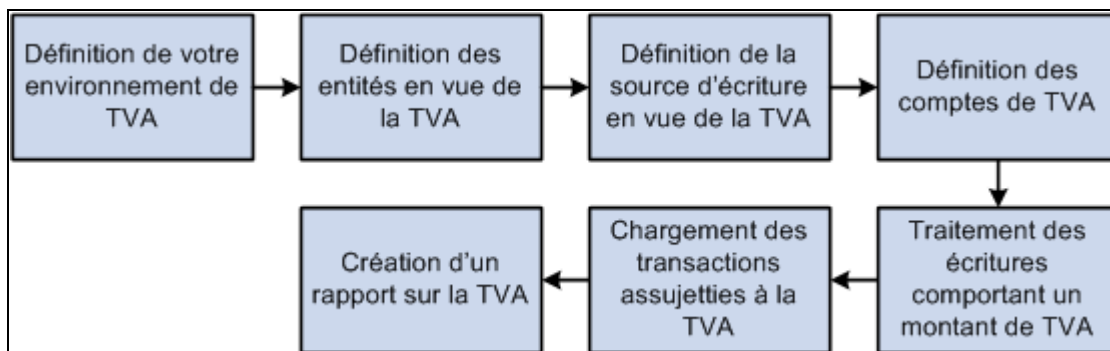 Définition de votre
environnement de
TVA
Définition des
entités en vue de
la TVA
Définition de la
source d'écriture
en vue de la TVA
Définition des
comptes de TVA
Traitement des
écritures
comportant un
montant de TVA
Chargement des
transactions
assujetties à la
TVA
Création d'un
rapport sur la TVA